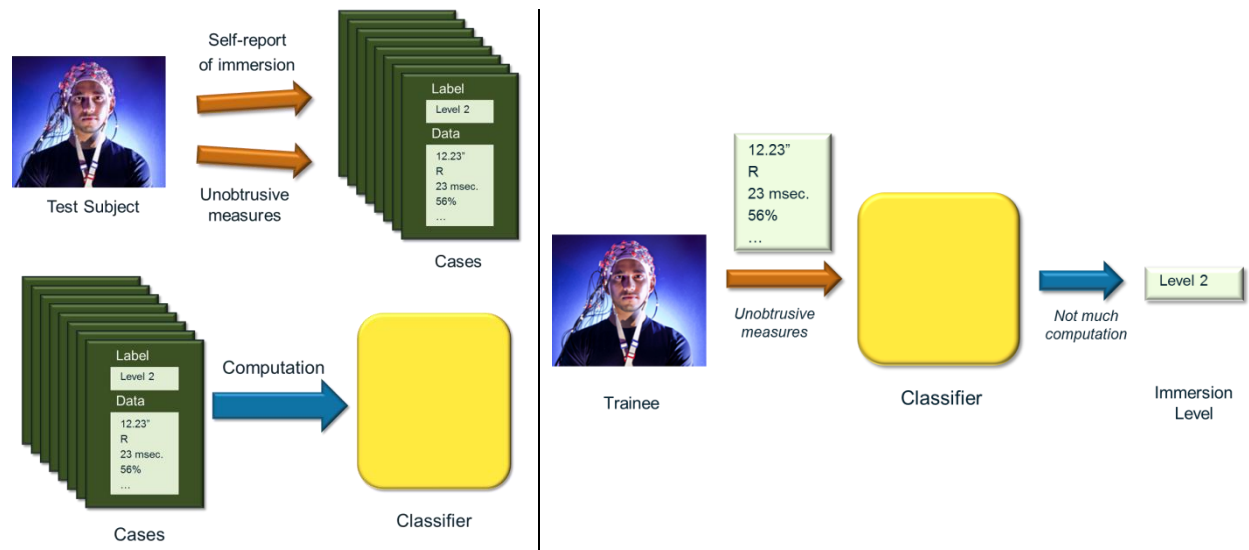 Self-report
of immersion
Test Subject
Unobtrusive
measures
Label
Level 2
Data
12.23”
R
23 msec.
56%
…
Cases
Label
Level 2
Data
12.23”
R
23 msec.
56%
…
Cases
Computation
Classifier
Trainee
Unobtrusive
measures
12.23”
R
23 msec.
56%
…
Classifier
Not much
computation
Level 2
Immersion
Level